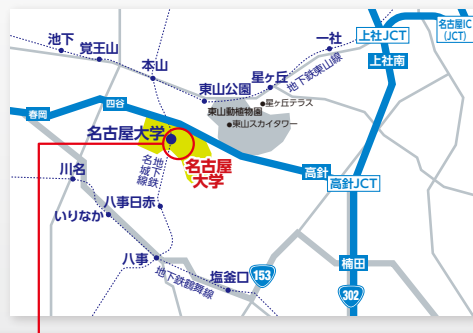 池下
覚王山
本山
一社
上社JCT
名古屋IC
(JCT)
上社南
星ヶ丘
地下鉄東山線
東山公園
星ヶ丘テラス
東山動植物園
東山スカイタワー
春岡
四谷
名古屋大学
名古屋
大学
地下鉄
名城線
高針
高針JCT
川名
八事日赤
いりなか
八事
地下鉄鶴舞線
塩釜口
153
楠田
302